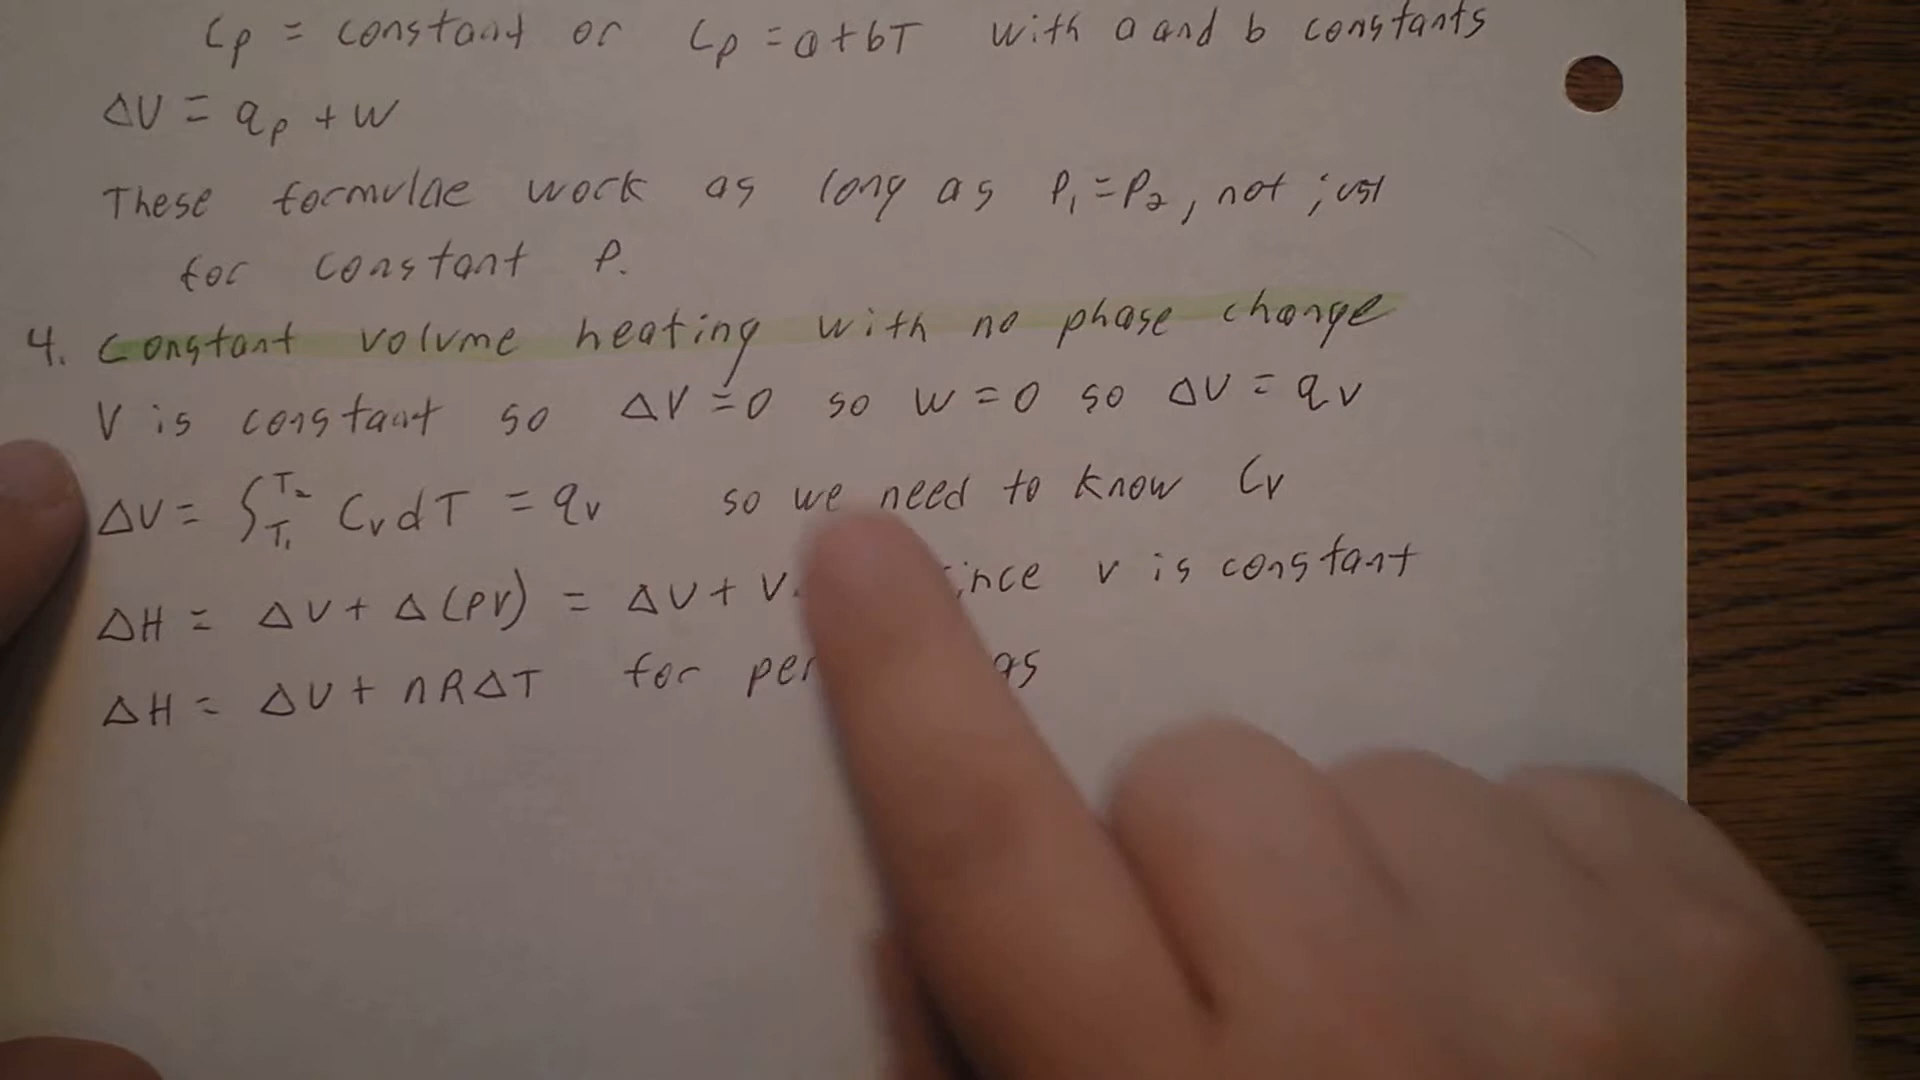 Cp = constant or Cp = a+bT with a and b constants
ΔU = qp + w
These formulae work as long as P₁=P₂, not just
for constant P.
4. Constant volume heating with no phase change
V is constant so ΔV=0 so w=0 so ΔU = qv
ΔU = ∫T₁T₂ CvdT = qv so we need to know Cv
ΔH = ΔU + Δ(PV) = ΔU + V since V is constant
ΔH = ΔU + nRΔT for